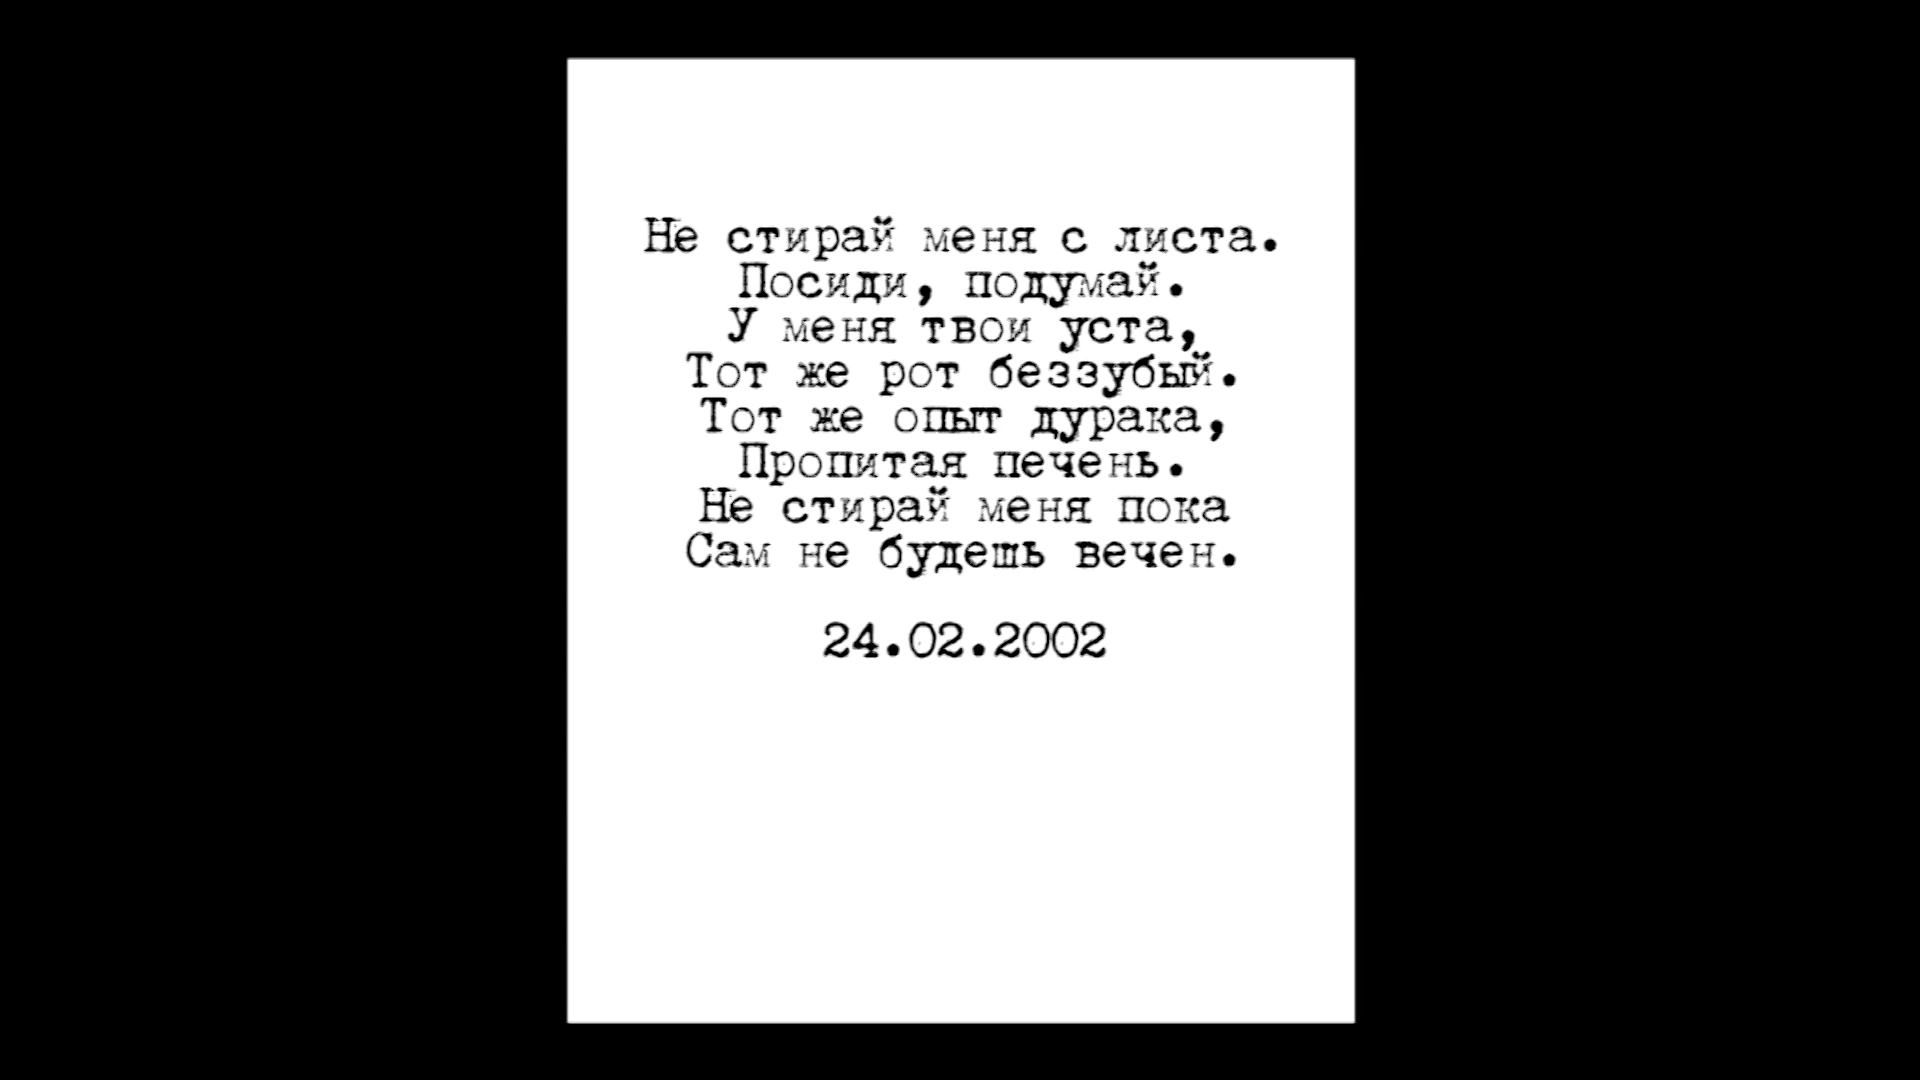 Не стирай меня с листа.
Посиди, подумай.
У меня твои уста,
Тот же рот беззубый.
Тот же опыт дурака,
Пропитая печень.
Не стирай меня пока
Сам не будешь вечен.
24.02.2002